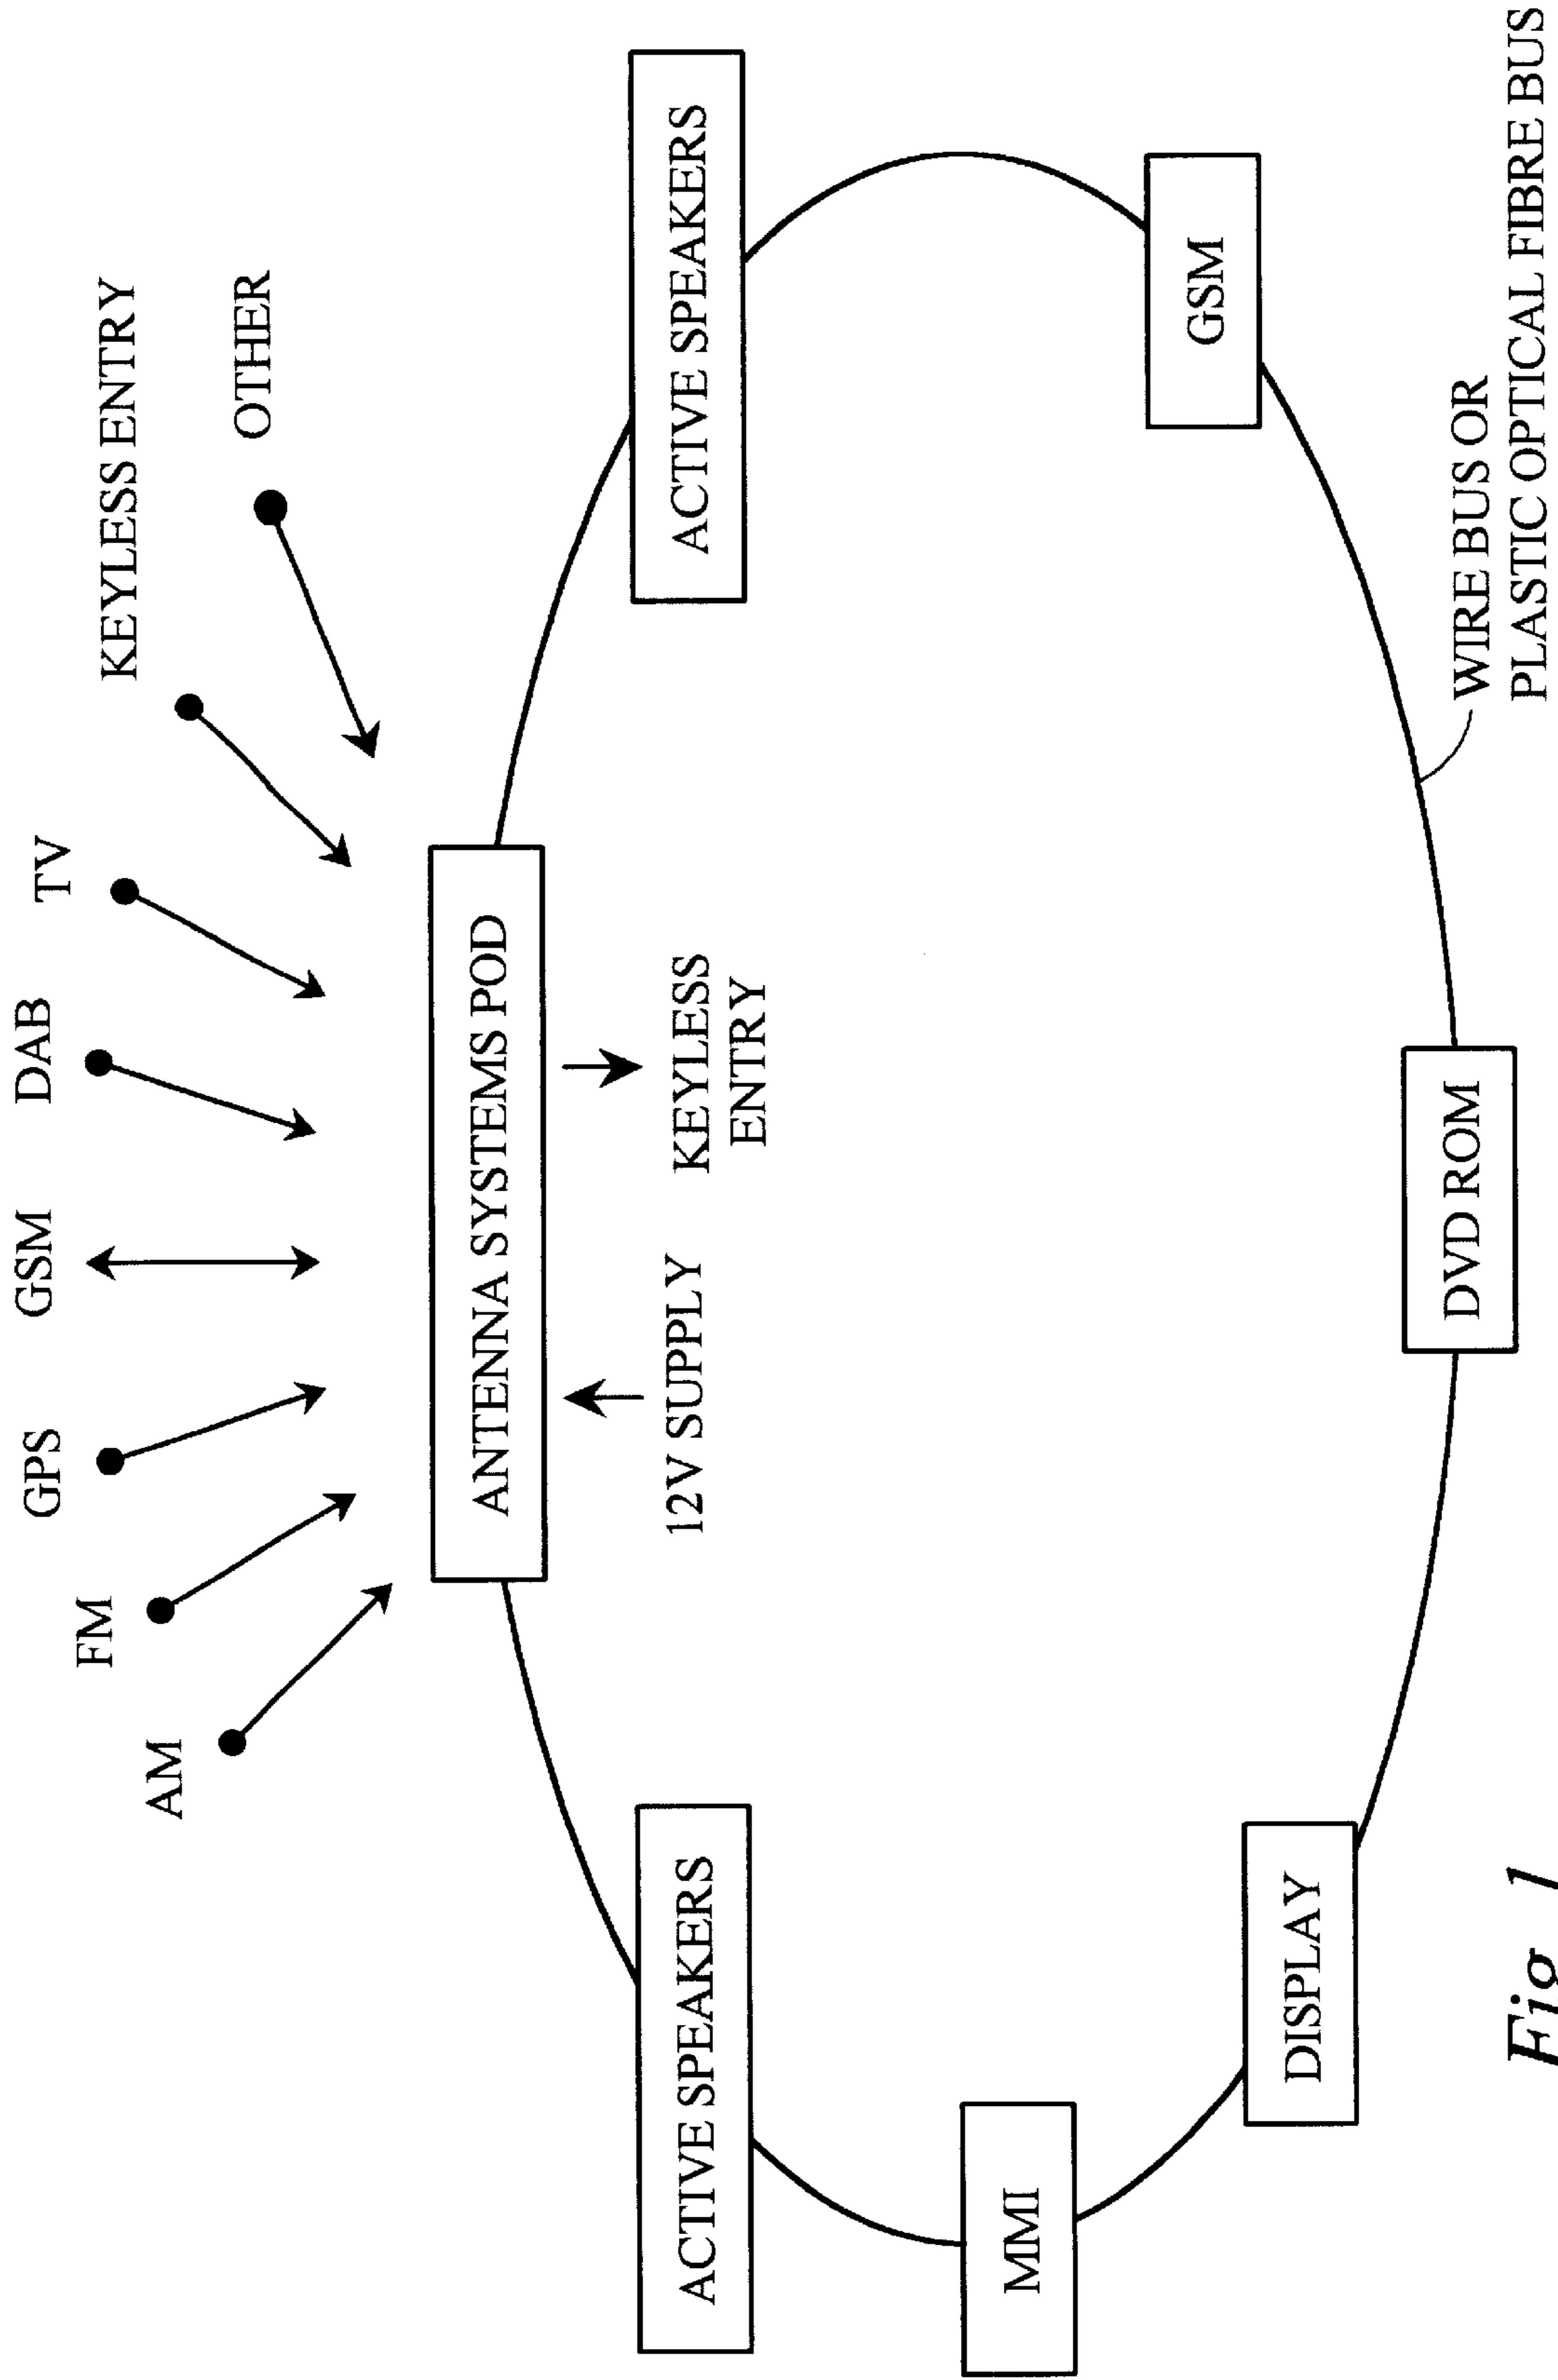 AM
FM
GPS
GSM
DAB
TV
KEYLESS ENTRY
OTHER
ANTENNA SYSTEMS POD
12V SUPPLY
KEYLESS
ENTRY
ACTIVE SPEAKERS
ACTIVE SPEAKERS
MMI
GSM
DISPLAY
DVD ROM
WIRE BUS OR
PLASTIC OPTICAL FIBRE BUS
Fig. 1